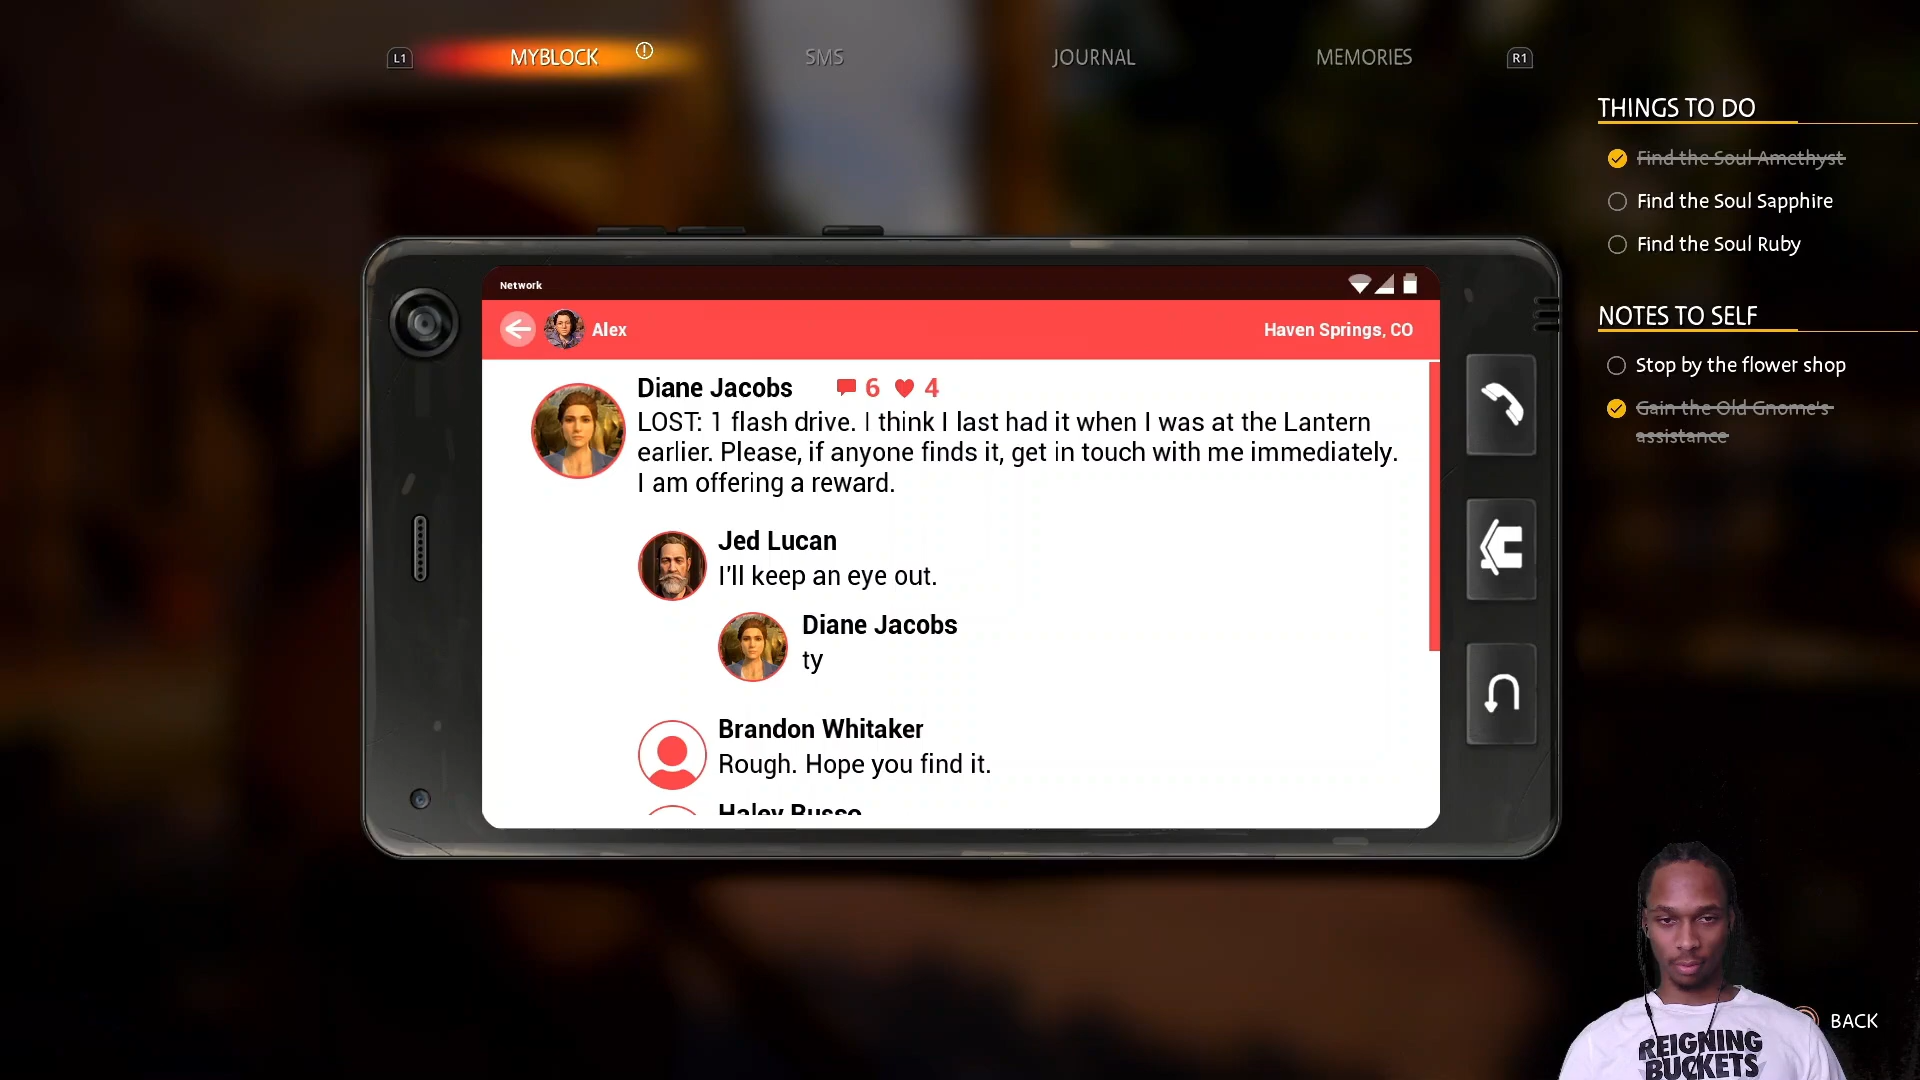 L1
MYBLOCK
SMS
JOURNAL
MEMORIES
R1
THINGS TO DO
Find the Soul Amethyst
Find the Soul Sapphire
Find the Soul Ruby
NOTES TO SELF
Stop by the flower shop
Gain the Old Gnome's
assistance
Network
Alex
Haven Springs, CO
Diane Jacobs 6 4
LOST: 1 flash drive. I think I last had it when I was at the Lantern
earlier. Please, if anyone finds it, get in touch with me immediately.
I am offering a reward.
Jed Lucan
I'll keep an eye out.
Diane Jacobs
ty
Brandon Whitaker
Rough. Hope you find it.
Haley Russo
BACK
REIGNING
BUCKETS